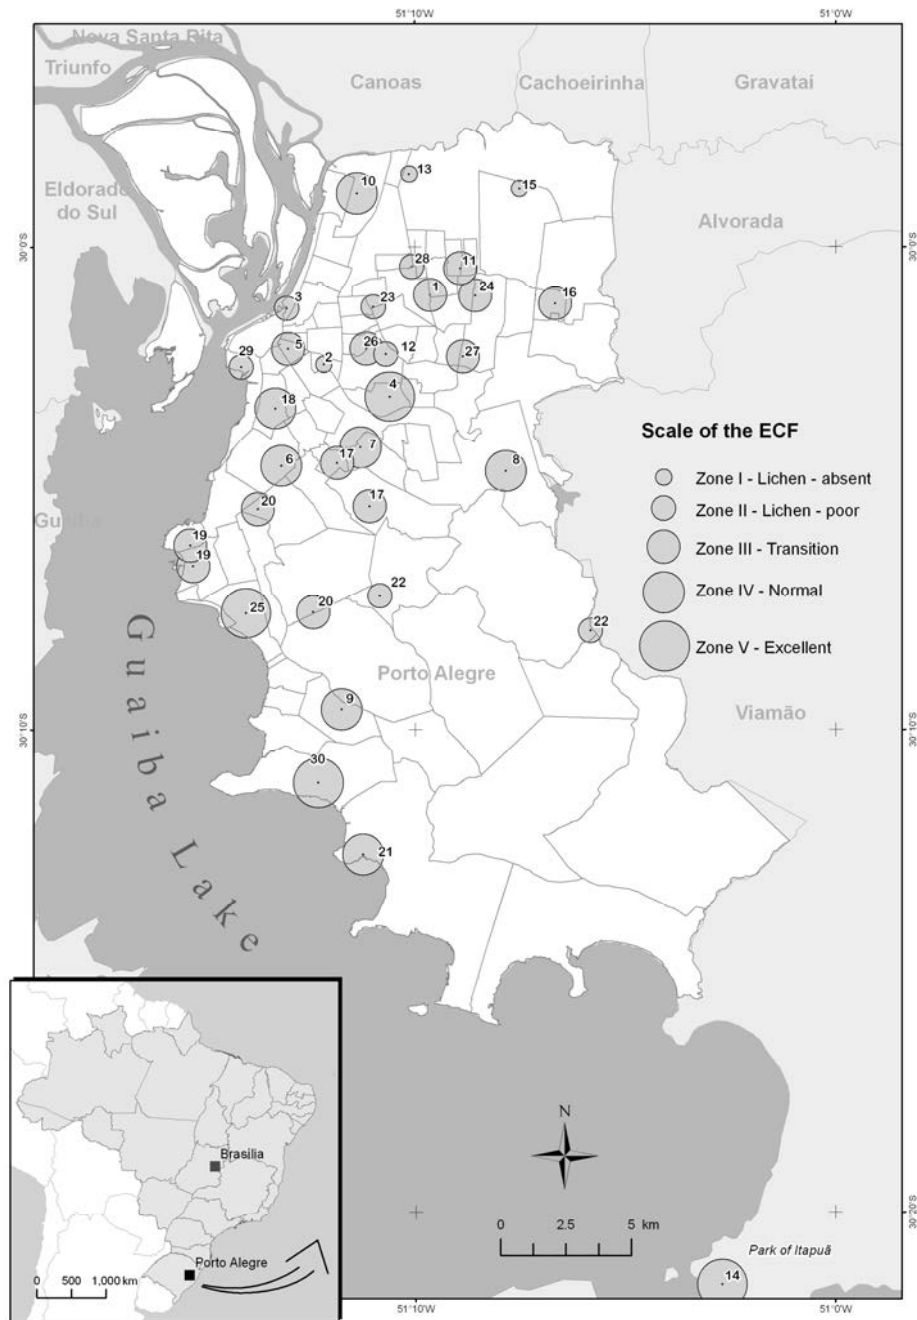 51°10'W
51°0'W
Nova Santa Rita
Triunfo
Canoas
Cachoeirinha
Gravataí
13
10
15
Eldorado
do Sul
Alvorada
30°0'S
30°0'S
28
11
1
24
16
3
23
5
26
12
2
27
29
4
18
Scale of the ECF
7
17
6
8
Zone I - Lichen - absent
17
20
Zone II - Lichen - poor
Guaíba
19
Zone III - Transition
19
22
Zone IV - Normal
25
20
22
Zone V - Excellent
Porto Alegre
9
Viamão
30°10'S
30°10'S
30
21
Guaiba Lake
N
Brasília
30°20'S
30°20'S
0 2.5 5 km
Park of Itapuã
Porto Alegre
14
0 500 1,000 km
51°10'W
51°0'W